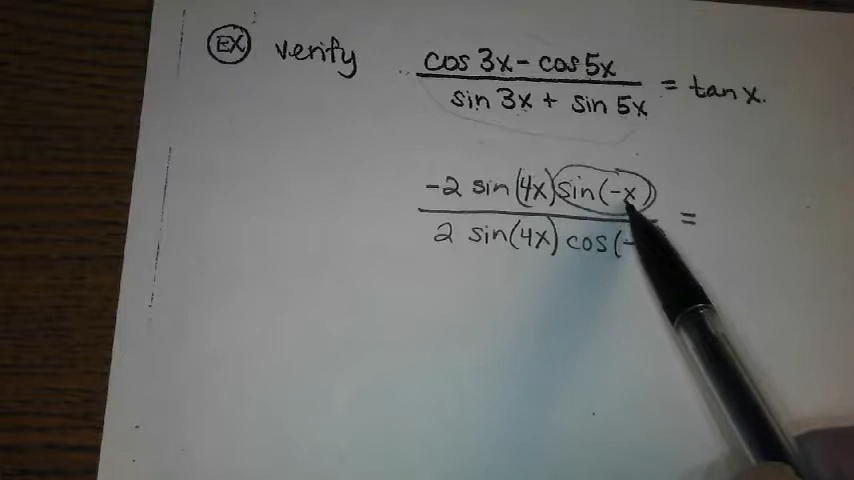 EX verify cos 3x - cos 5x / sin 3x + sin 5x = tan x.
-2 sin(4x) sin(-x) / 2 sin(4x) cos(- =